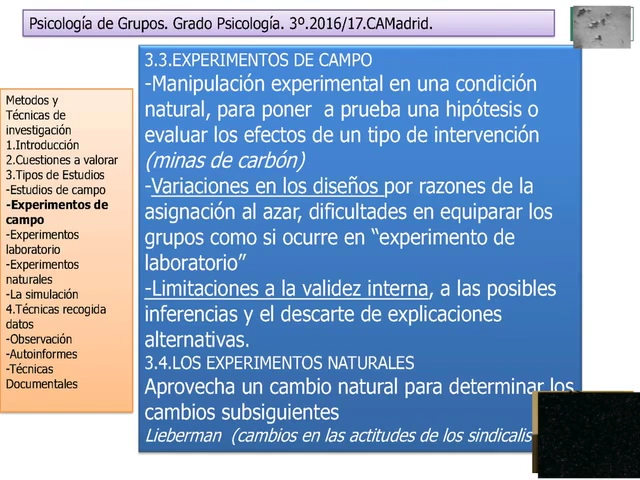 Psicología de Grupos. Grado Psicología. 3º.2016/17.CAMadrid.
Metodos y
Técnicas de
investigación
1.Introducción
2.Cuestiones a valorar
3.Tipos de Estudios
-Estudios de campo
-Experimentos de
campo
-Experimentos
laboratorio
-Experimentos
naturales
-La simulación
4.Técnicas recogida
datos
-Observación
-Autoinformes
-Técnicas
Documentales
3.3.EXPERIMENTOS DE CAMPO
-Manipulación experimental en una condición
natural, para poner a prueba una hipótesis o
evaluar los efectos de un tipo de intervención
(minas de carbón)
-Variaciones en los diseños por razones de la
asignación al azar, dificultades en equiparar los
grupos como si ocurre en “experimento de
laboratorio”
-Limitaciones a la validez interna, a las posibles
inferencias y el descarte de explicaciones
alternativas.
3.4.LOS EXPERIMENTOS NATURALES
Aprovecha un cambio natural para determinar los
cambios subsiguientes
Lieberman (cambios en las actitudes de los